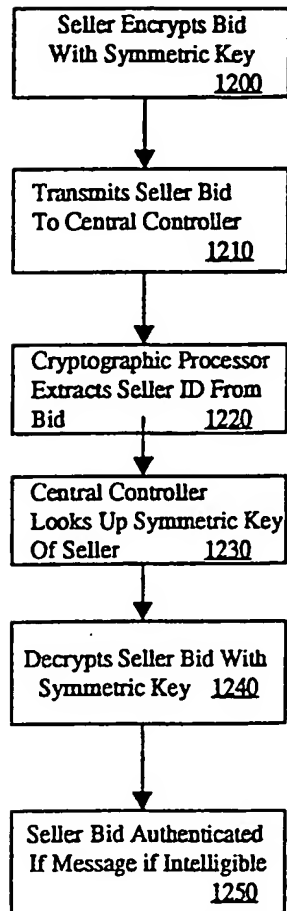 Seller Encrypts Bid
With Symmetric Key
1200
Transmits Seller Bid
To Central Controller
1210
Cryptographic Processor
Extracts Seller ID From
Bid 1220
Central Controller
Looks Up Symmetric Key
Of Seller 1230
Decrypts Seller Bid With
Symmetric Key 1240
Seller Bid Authenticated
If Message if Intelligible
1250